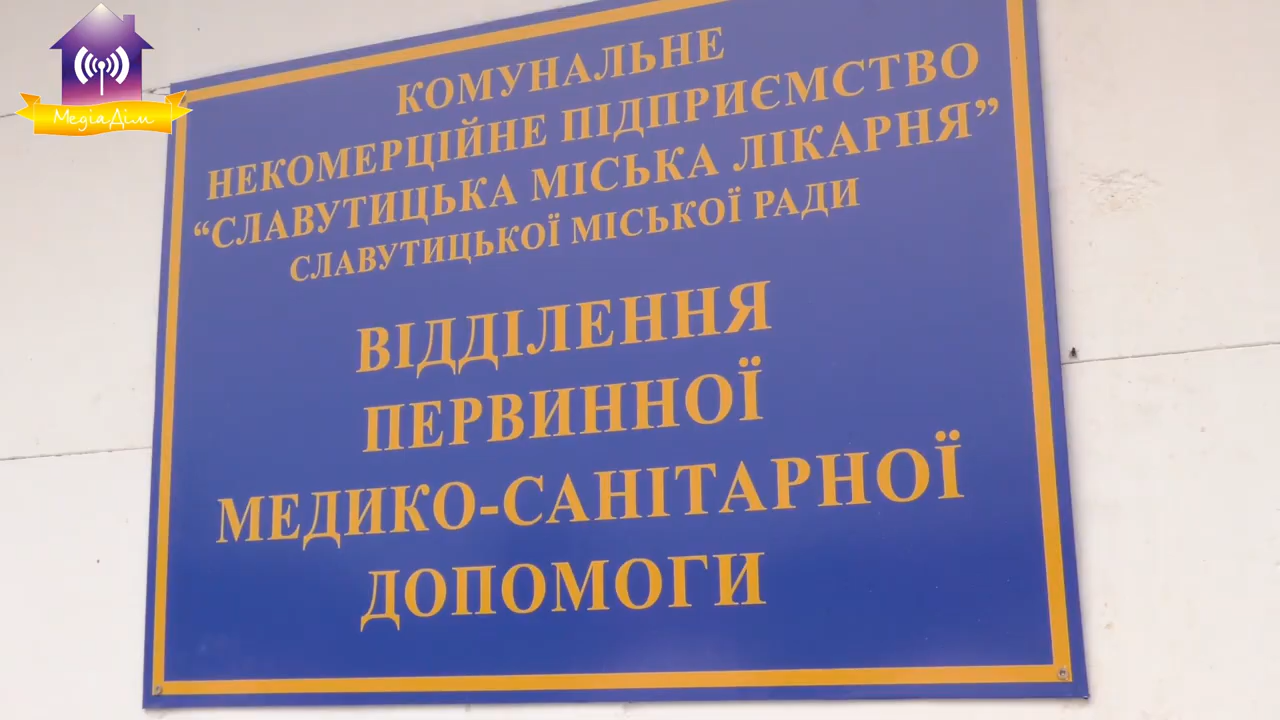 МедіаДім
КОМУНАЛЬНЕ
НЕКОМЕРЦІЙНЕ ПІДПРИЄМСТВО
“СЛАВУТИЦЬКА МІСЬКА ЛІКАРНЯ”
СЛАВУТИЦЬКОЇ МІСЬКОЇ РАДИ
ВІДДІЛЕННЯ
ПЕРВИННОЇ
МЕДИКО-САНІТАРНОЇ
ДОПОМОГИ